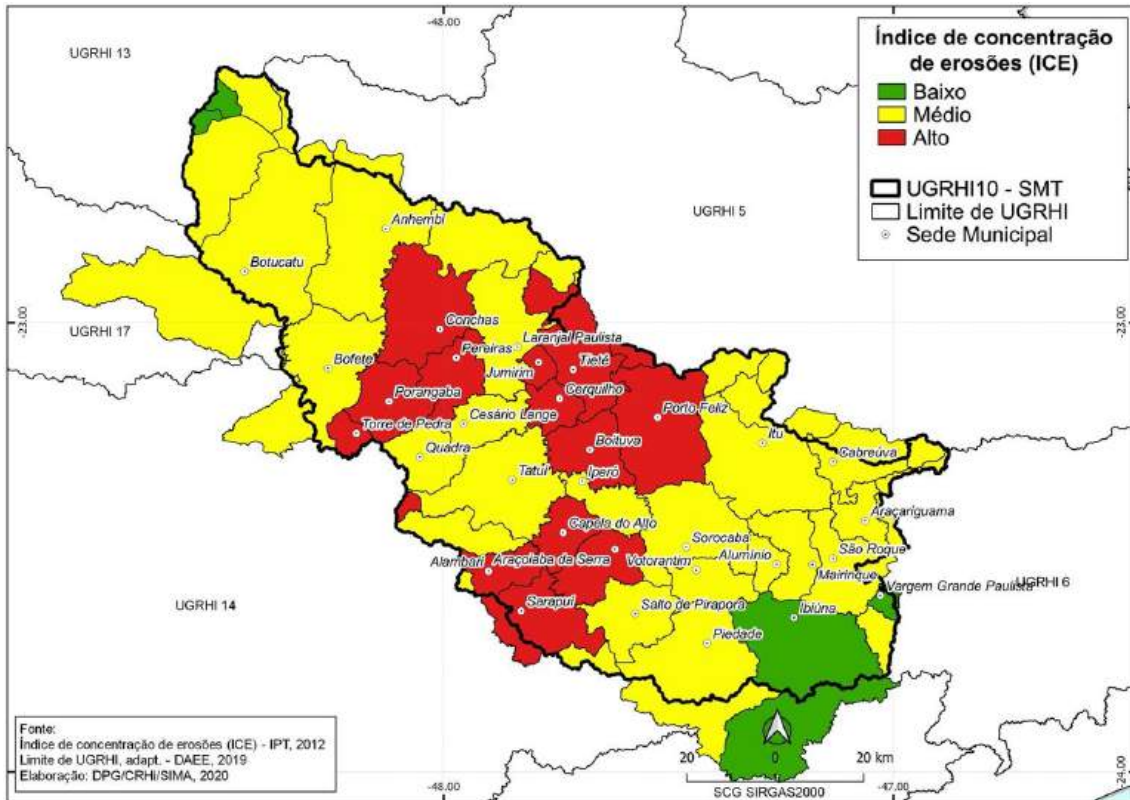 -48.00
UGRHI 13
Índice de concentração
de erosões (ICE)
Baixo
Médio
Alto
UGRHI10 - SMT
Limite de UGRHI
Sede Municipal
UGRHI 5
Anhembi
Botucatu
-23.00
-23.00
UGRHI 17
Conchas
Laranjal Paulista
Pereiras
Bofete
Jumirim
Tietê
Cerquilho
Porangaba
Porto Feliz
Cesário Lange
Torre de Pedra
Boituva
Itu
Quadra
Cabreúva
Tatuí
Iperó
Araçariguama
Capela do Alto
Sorocaba
São Roque
Alumínio
Alambari
Araçoiaba da Serra
Votorantim
Mairinque
UGRHI 6
Vargem Grande Paulista
UGRHI 14
Sarapuí
Salto de Pirapora
Ibiúna
Piedade
Fonte:
Índice de concentração de erosões (ICE) - IPT, 2012
Limite de UGRHI, adapt. - DAEE, 2019
Elaboração: DPG/CRHi/SIMA, 2020
20 0 20 km
SCG SIRGAS2000
-48.00
-47.00
-24.00